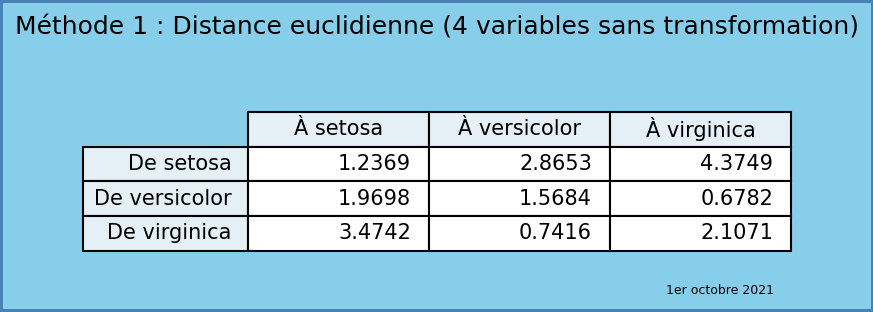 Méthode 1 : Distance euclidienne (4 variables sans transformation)
À setosa À versicolor À virginica
De setosa 1.2369 2.8653 4.3749
De versicolor 1.9698 1.5684 0.6782
De virginica 3.4742 0.7416 2.1071
1er octobre 2021